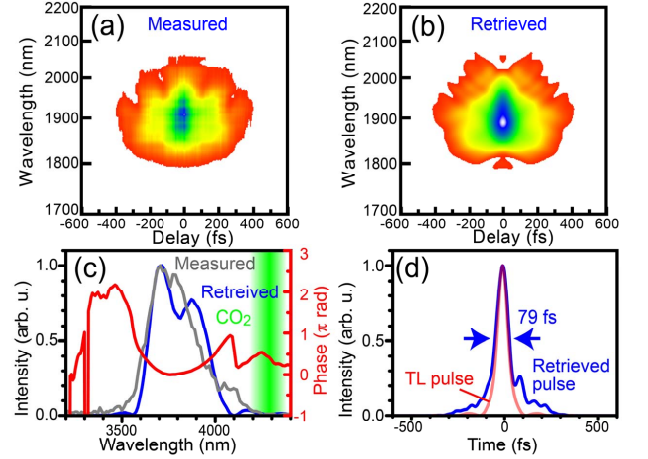 (a) Measured
2200
2100
2000
1900
1800
1700
Wavelength (nm)
-600 -400 -200 0 200 400 600
Delay (fs)
(b) Retrieved
2200
2100
2000
1900
1800
1700
Wavelength (nm)
-600 -400 -200 0 200 400 600
Delay (fs)
(c)
Measured
Retreived
CO2
1.0
0.5
0.0
Intensity (arb. u.)
3
2
1
0
-1
Phase (π rad)
3500 4000
Wavelength (nm)
(d)
79 fs
TL pulse
Retrieved
pulse
1.0
0.5
0.0
Intensity (arb. u.)
-500 0 500
Time (fs)